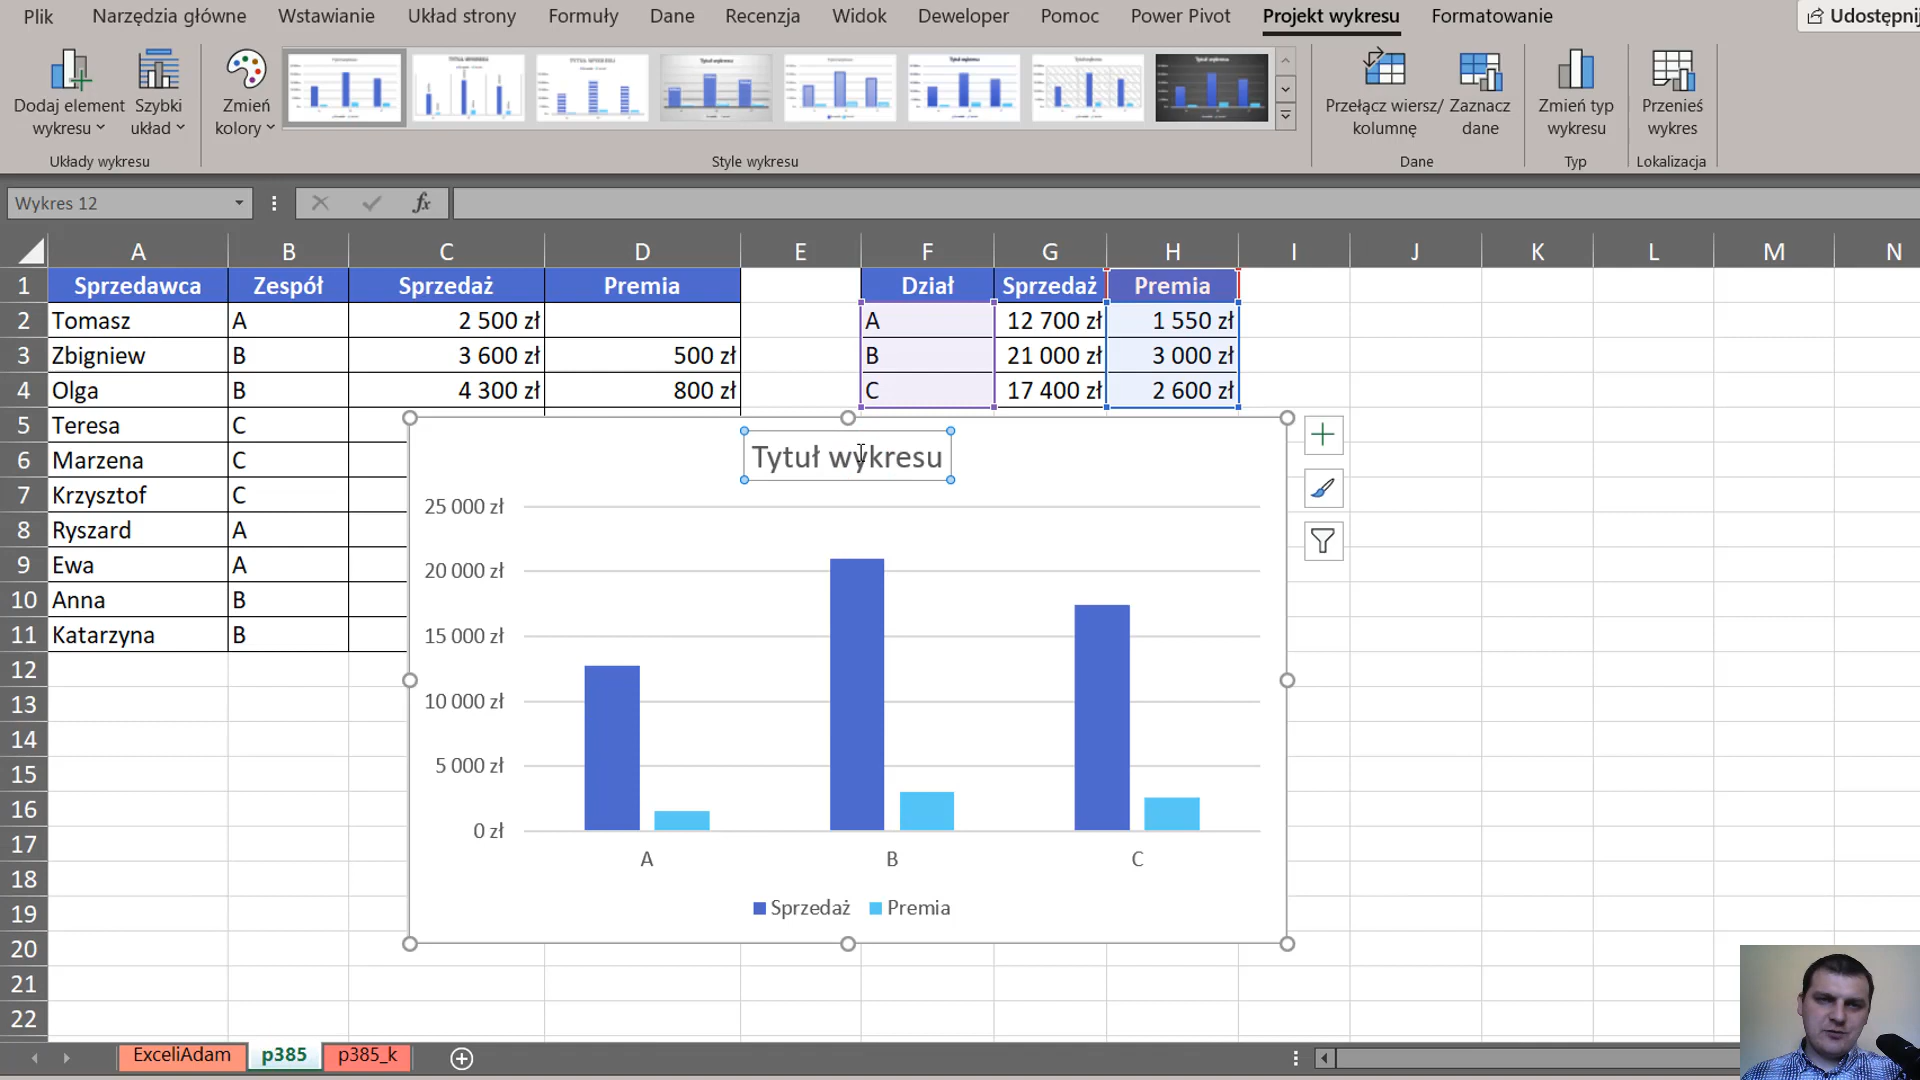 Plik Narzędzia główne Wstawianie Układ strony Formuły Dane Recenzja Widok Deweloper Pomoc Power Pivot Projekt wykresu Formatowanie Udostępnij
Dodaj element wykresu
Szybki układ
Zmień kolory
Przełącz wiersz/ kolumnę
Zaznacz dane
Zmień typ wykresu
Przenieś wykres
Układy wykresu Style wykresu Dane Typ Lokalizacja
Wykres 12 fx
A B C D E F G H I J K L M N
1 Sprzedawca Zespół Sprzedaż Premia Dział Sprzedaż Premia
2 Tomasz A 2 500 zł A 12 700 zł 1 550 zł
3 Zbigniew B 3 600 zł 500 zł B 21 000 zł 3 000 zł
4 Olga B 4 300 zł 800 zł C 17 400 zł 2 600 zł
5 Teresa C
6 Marzena C
7 Krzysztof C
8 Ryszard A
9 Ewa A
10 Anna B
11 Katarzyna B
12
13
14
15
16
17
18
19
20
21
22
Tytuł wykresu
25 000 zł
20 000 zł
15 000 zł
10 000 zł
5 000 zł
0 zł
A B C
Sprzedaż Premia
ExceliAdam p385 p385_k